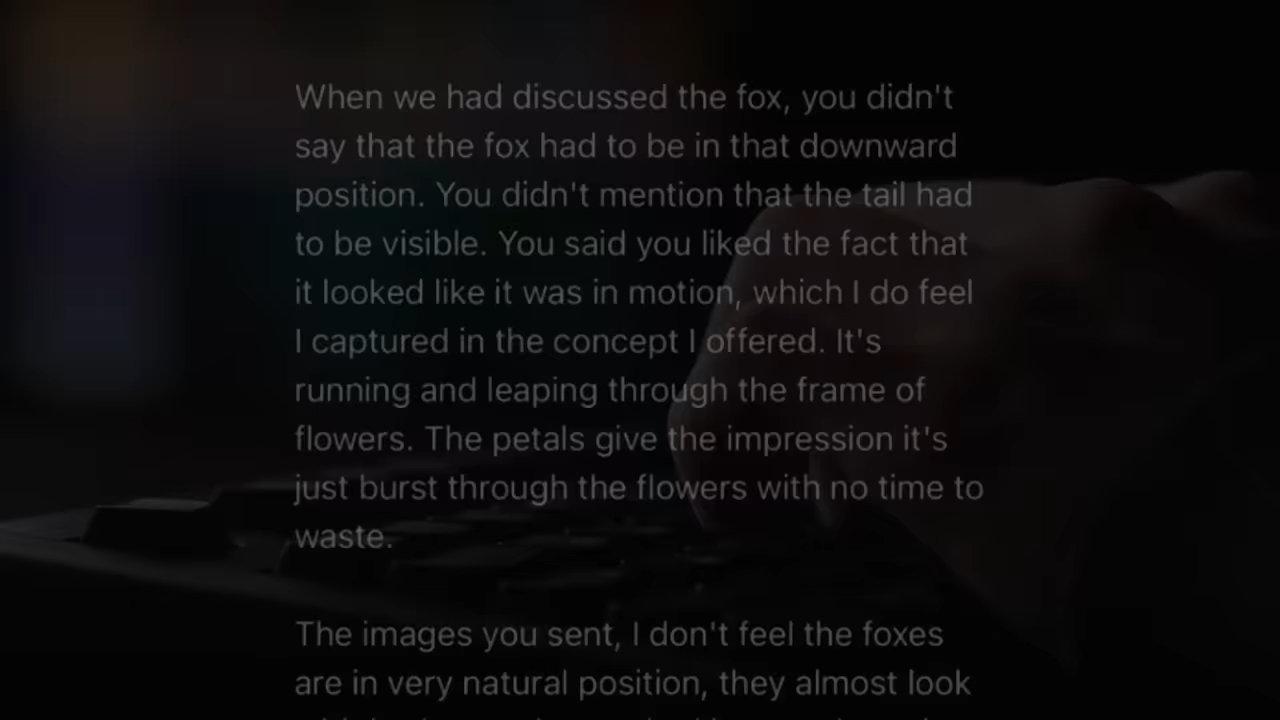 When we had discussed the fox, you didn't
say that the fox had to be in that downward
position. You didn't mention that the tail had
to be visible. You said you liked the fact that
it looked like it was in motion, which I do feel
I captured in the concept I offered. It's
running and leaping through the frame of
flowers. The petals give the impression it's
just burst through the flowers with no time to
waste.
The images you sent, I don't feel the foxes
are in very natural position, they almost look